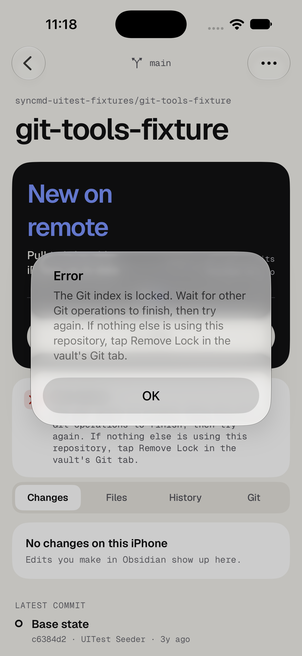 11:18
main
syncmd-uitest-fixtures/git-tools-fixture
git-tools-fixture
New on
remote
Error
The Git index is locked. Wait for other
Git operations to finish, then try
again. If nothing else is using this
repository, tap Remove Lock in the
vault's Git tab.
OK
Git operations to finish, then try
again. If nothing else is using this
repository, tap Remove Lock in the
vault's Git tab.
Changes
Files
History
Git
No changes on this iPhone
Edits you make in Obsidian show up here.
LATEST COMMIT
Base state
c6384d2 · UITest Seeder · 3y ago